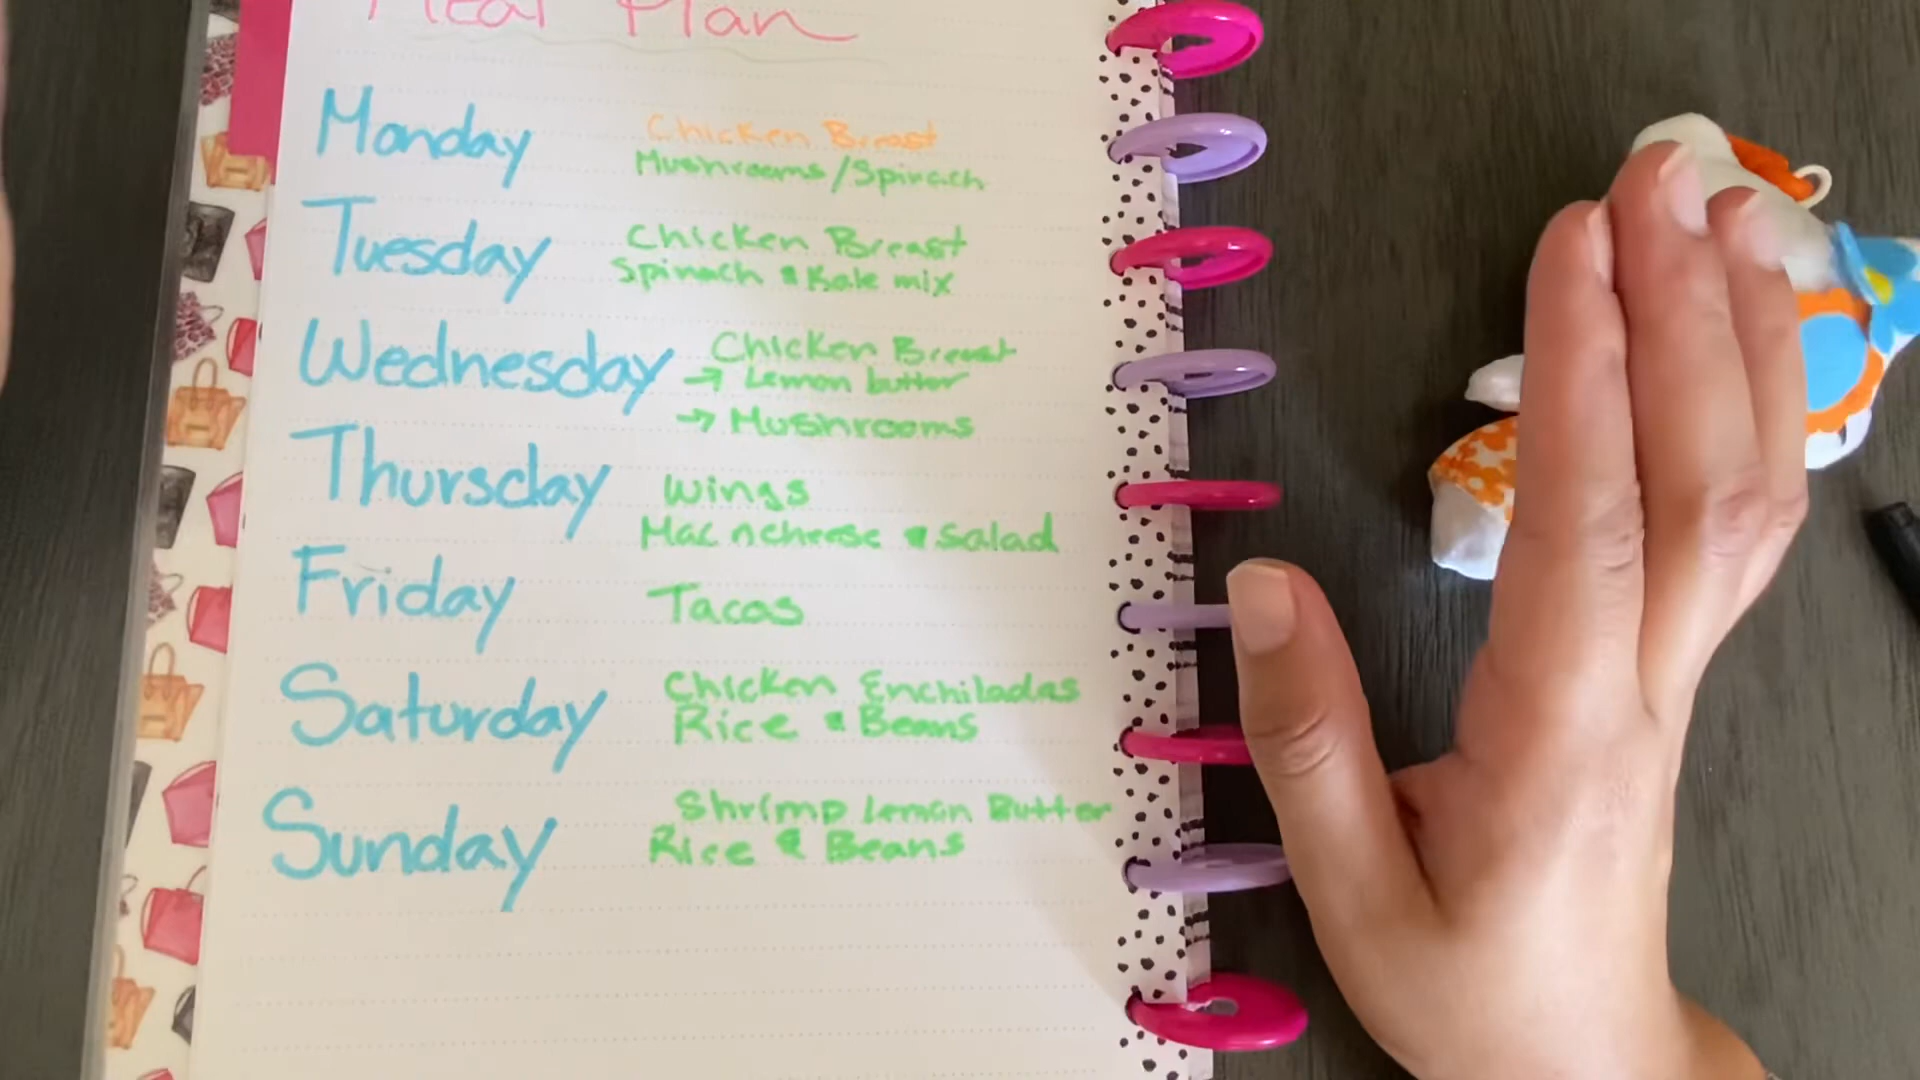 Meal Plan
Monday
Chicken Breast
Mushrooms/Spinach
Tuesday
Chicken Breast
Spinach & Kale mix
Wednesday
Chicken Breast
→ Lemon butter
→ Mushrooms
Thursday
Wings
Mac n cheese & Salad
Friday
Tacos
Saturday
Chicken Enchiladas
Rice & Beans
Sunday
Shrimp Lemon Butter
Rice & Beans